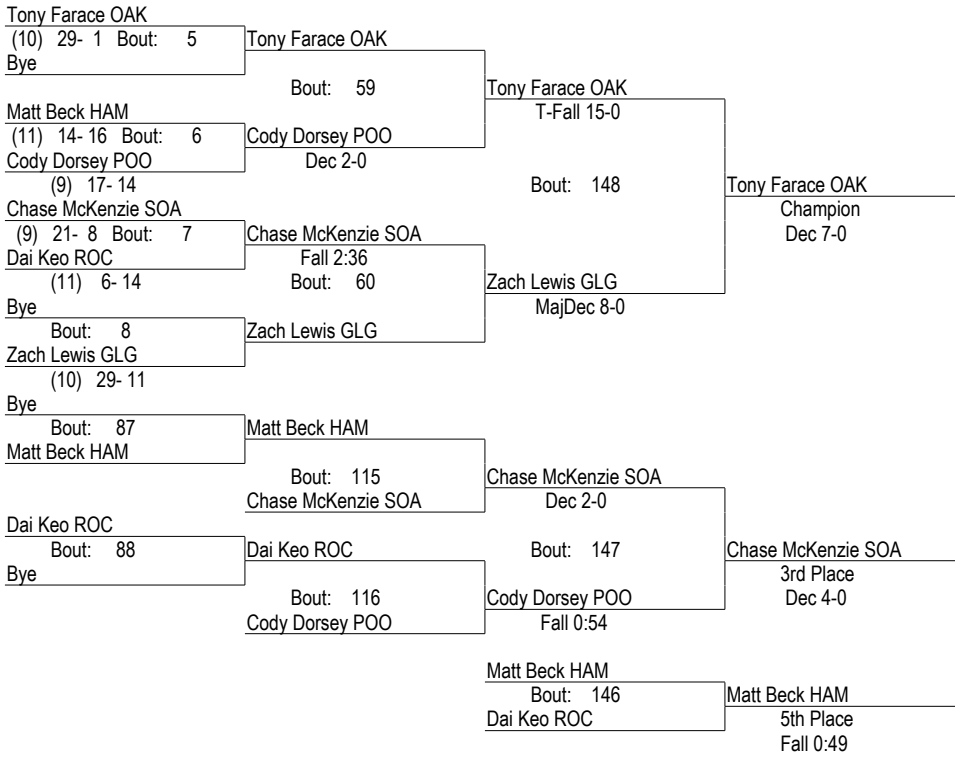 Tony Farace OAK
(10) 29- 1 Bout: 5
Bye
Tony Farace OAK
Bout: 59
Matt Beck HAM
(11) 14- 16 Bout: 6
Cody Dorsey POO
(9) 17- 14
Cody Dorsey POO
Dec 2-0
Tony Farace OAK
T-Fall 15-0
Bout: 148
Chase McKenzie SOA
(9) 21- 8 Bout: 7
Dai Keo ROC
(11) 6- 14
Chase McKenzie SOA
Fall 2:36
Bout: 60
Bye
Bout: 8
Zach Lewis GLG
(10) 29- 11
Zach Lewis GLG
Zach Lewis GLG
MajDec 8-0
Tony Farace OAK
Champion
Dec 7-0
Bye
Bout: 87
Matt Beck HAM
Matt Beck HAM
Bout: 115
Chase McKenzie SOA
Chase McKenzie SOA
Dec 2-0
Bout: 147
Dai Keo ROC
Bout: 88
Bye
Dai Keo ROC
Bout: 116
Cody Dorsey POO
Cody Dorsey POO
Fall 0:54
Chase McKenzie SOA
3rd Place
Dec 4-0
Matt Beck HAM
Bout: 146
Dai Keo ROC
Matt Beck HAM
5th Place
Fall 0:49